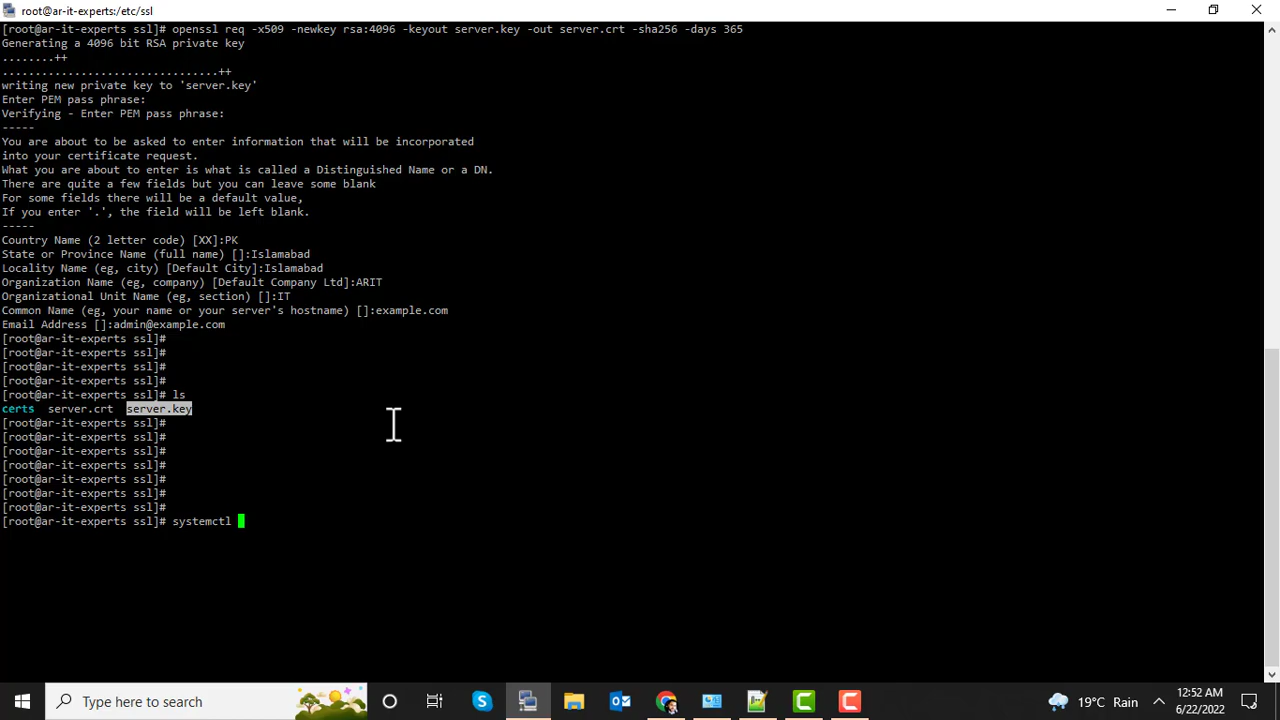 root@ar-it-experts:/etc/ssl
[root@ar-it-experts ssl]# openssl req -x509 -newkey rsa:4096 -keyout server.key -out server.crt -sha256 -days 365
Generating a 4096 bit RSA private key
........++
.................................++
writing new private key to 'server.key'
Enter PEM pass phrase:
Verifying - Enter PEM pass phrase:
-----
You are about to be asked to enter information that will be incorporated
into your certificate request.
What you are about to enter is what is called a Distinguished Name or a DN.
There are quite a few fields but you can leave some blank
For some fields there will be a default value,
If you enter '.', the field will be left blank.
-----
Country Name (2 letter code) [XX]:PK
State or Province Name (full name) []:Islamabad
Locality Name (eg, city) [Default City]:Islamabad
Organization Name (eg, company) [Default Company Ltd]:ARIT
Organizational Unit Name (eg, section) []:IT
Common Name (eg, your name or your server's hostname) []:example.com
Email Address []:admin@example.com
[root@ar-it-experts ssl]#
[root@ar-it-experts ssl]#
[root@ar-it-experts ssl]#
[root@ar-it-experts ssl]#
[root@ar-it-experts ssl]# ls
certs  server.crt  server.key
[root@ar-it-experts ssl]#
[root@ar-it-experts ssl]#
[root@ar-it-experts ssl]#
[root@ar-it-experts ssl]#
[root@ar-it-experts ssl]#
[root@ar-it-experts ssl]#
[root@ar-it-experts ssl]#
[root@ar-it-experts ssl]# systemctl
Type here to search
19°C Rain
12:52 AM
6/22/2022